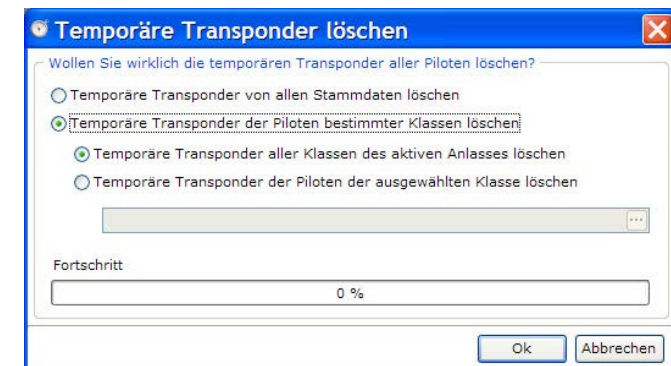 Temporäre Transponder löschen
Wollen Sie wirklich die temporären Transponder aller Piloten löschen?
Temporäre Transponder von allen Stammdaten löschen
Temporäre Transponder der Piloten bestimmter Klassen löschen
Temporäre Transponder aller Klassen des aktiven Anlasses löschen
Temporäre Transponder der Piloten der ausgewählten Klasse löschen
...
Fortschritt
0 %
Ok Abbrechen